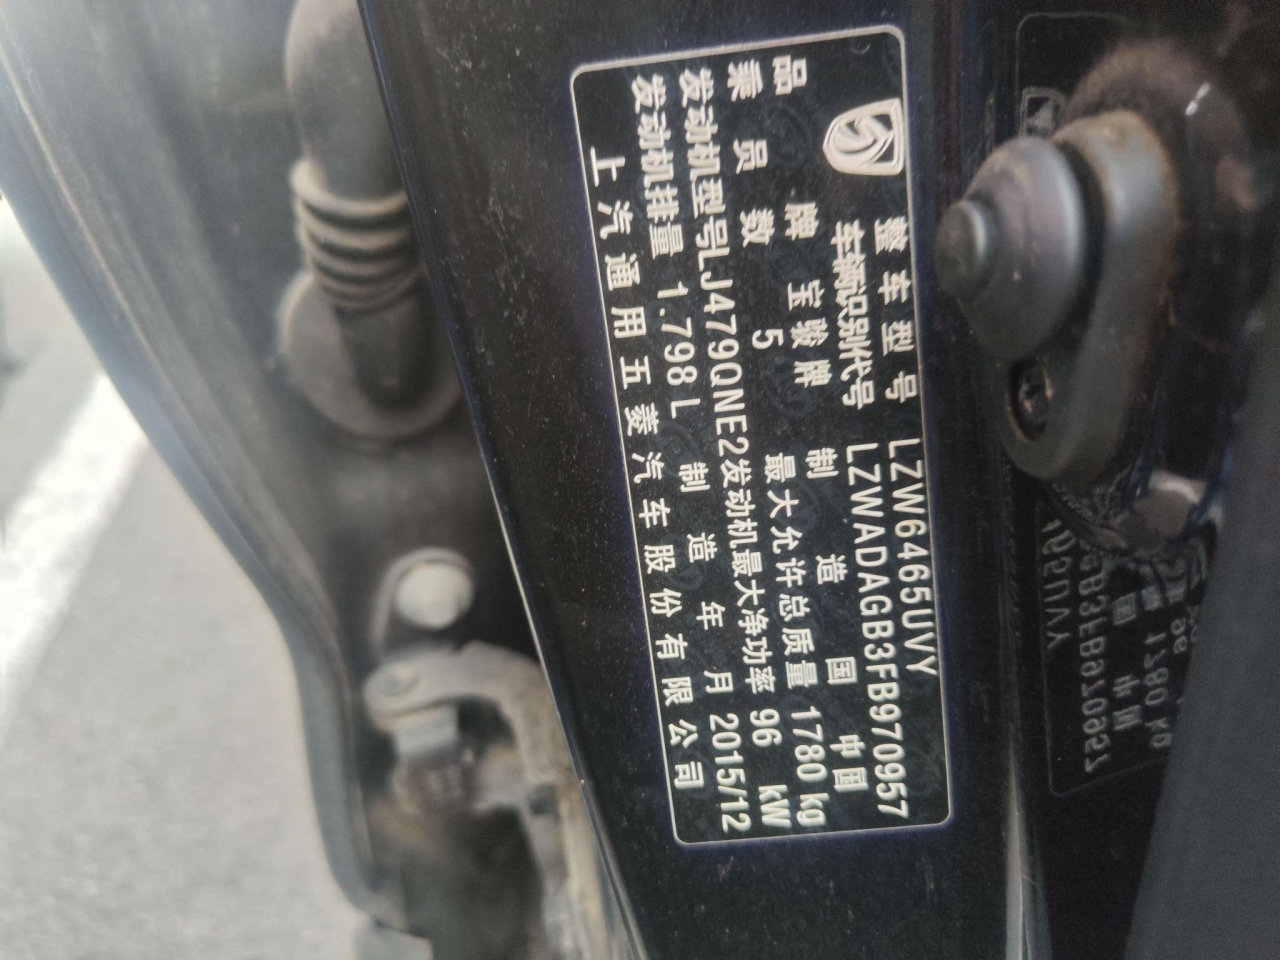 整车型号 LZW6465UVY
车辆识别代号 LZWADAGB3FB970957
品牌 宝骏牌 制造国 中国
乘员数 5 最大允许总质量 1780 kg
发动机型号LJ479QNE2发动机最大净功率 96 kW
发动机排量 1.798 L 制造年月 2015/12
上汽通用五菱汽车股份有限公司